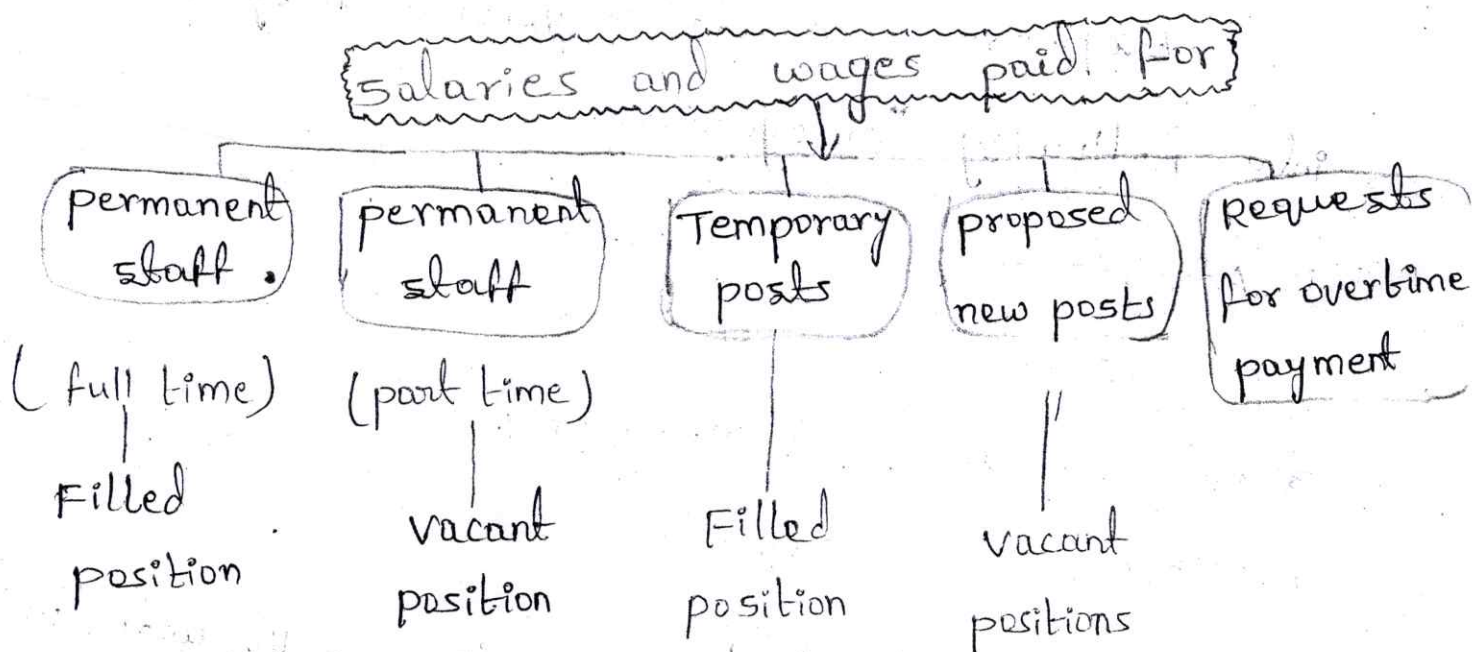 Salaries and wages paid for
permanent
staff.
(full time)
Filled
position
permanent
staff
(part time)
vacant
position
Temporary
posts
Filled
position
proposed
new posts
vacant
positions
Requests
for overtime
payment